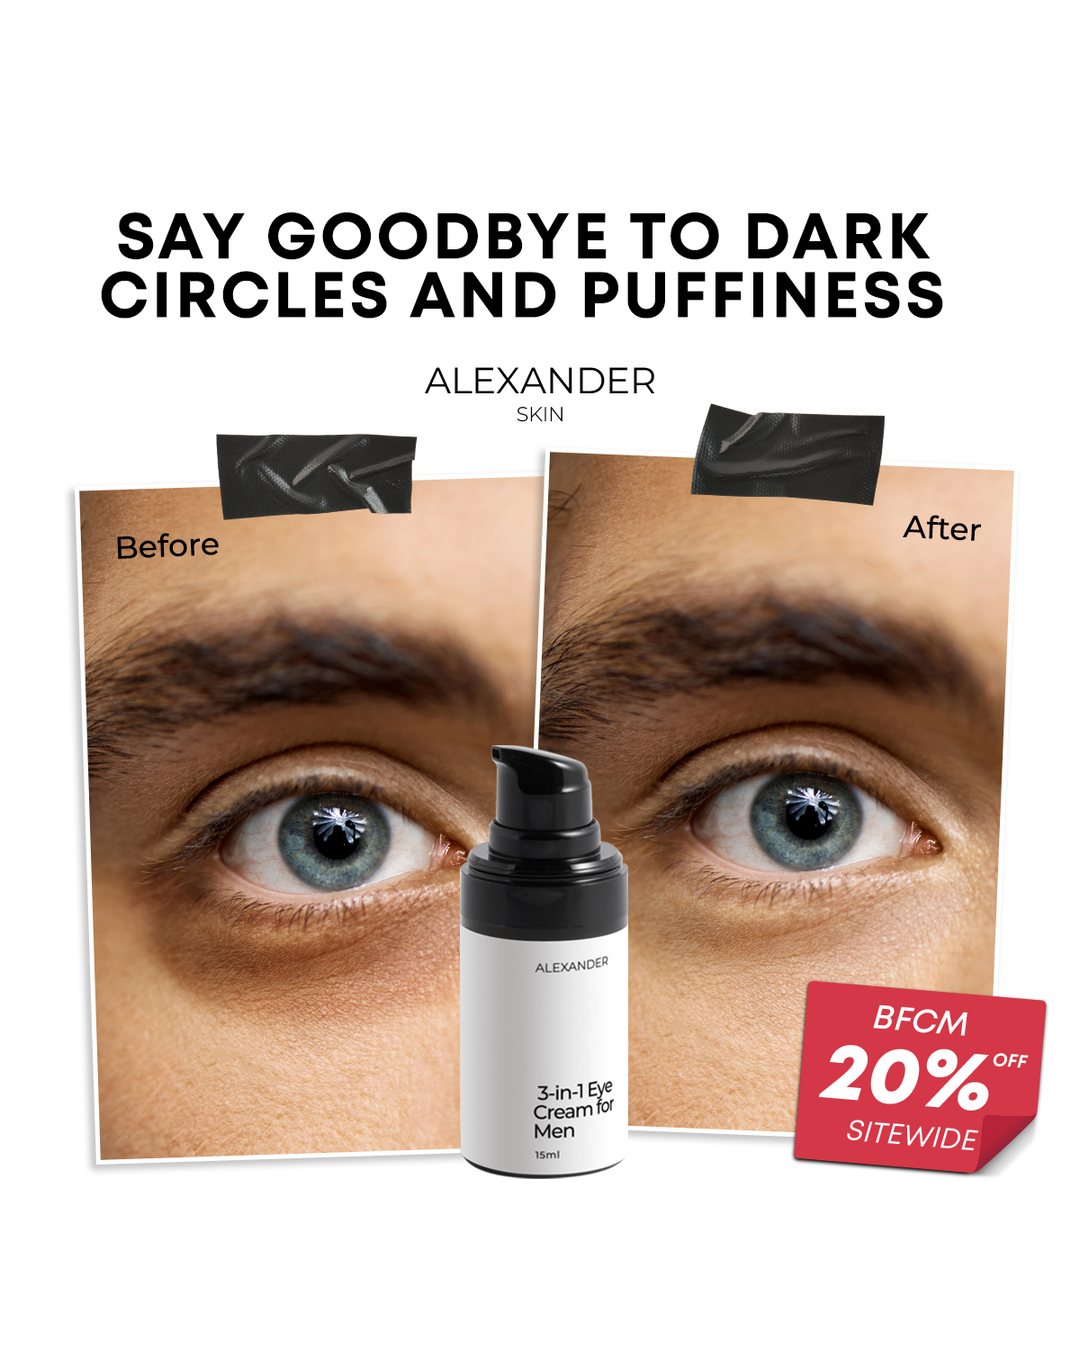 SAY GOODBYE TO DARK
CIRCLES AND PUFFINESS
ALEXANDER
SKIN
Before
After
ALEXANDER
3-in-1 Eye
Cream for
Men
15ml
BFCM
20% OFF
SITEWIDE